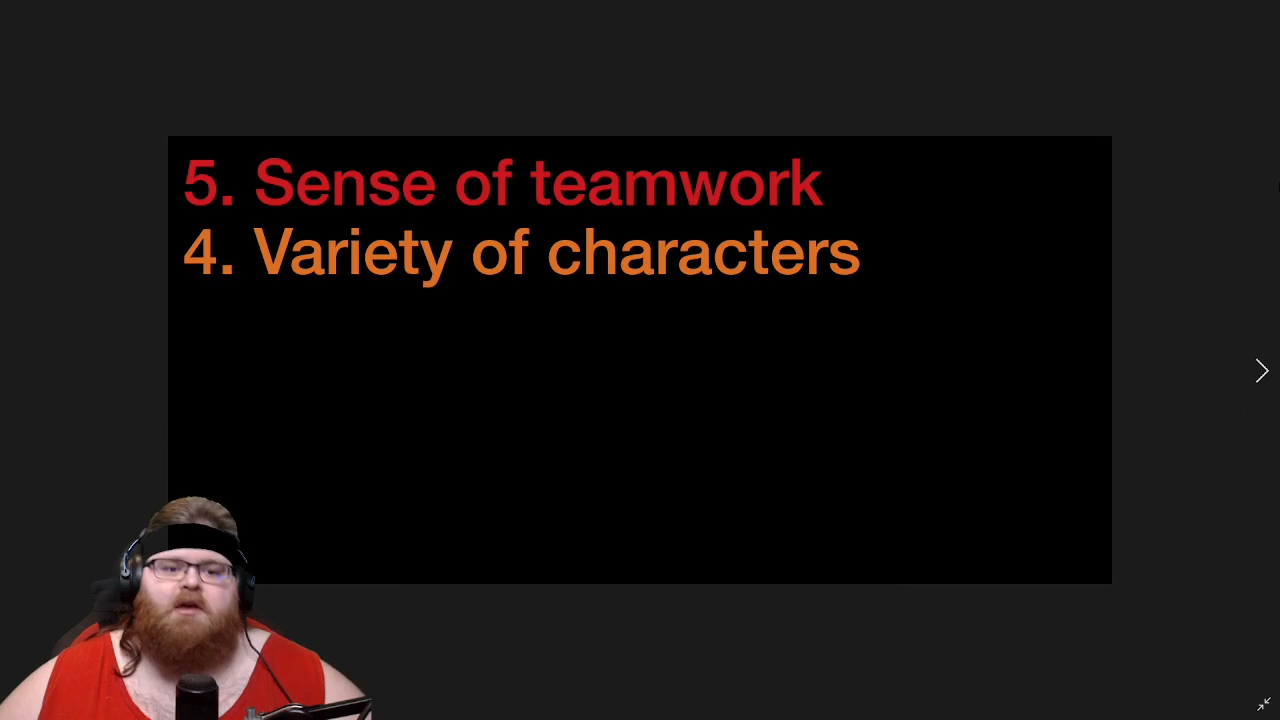 5. Sense of teamwork
4. Variety of characters